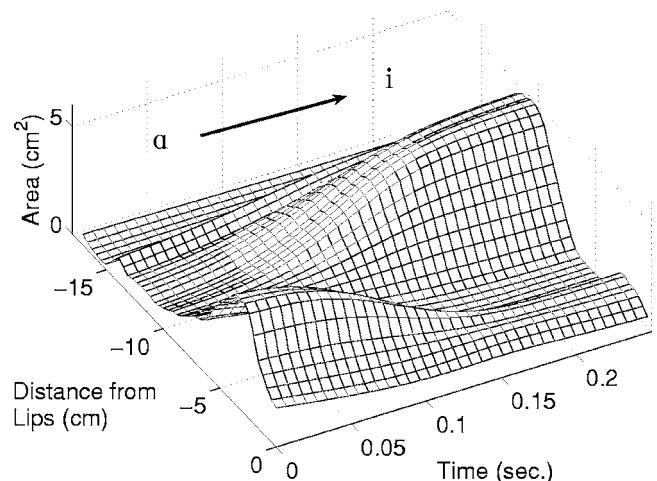 ɑ
i
Area (cm²)
5
0
−15
−10
−5
0
Distance from
Lips (cm)
0
0.05
0.1
0.15
0.2
Time (sec.)